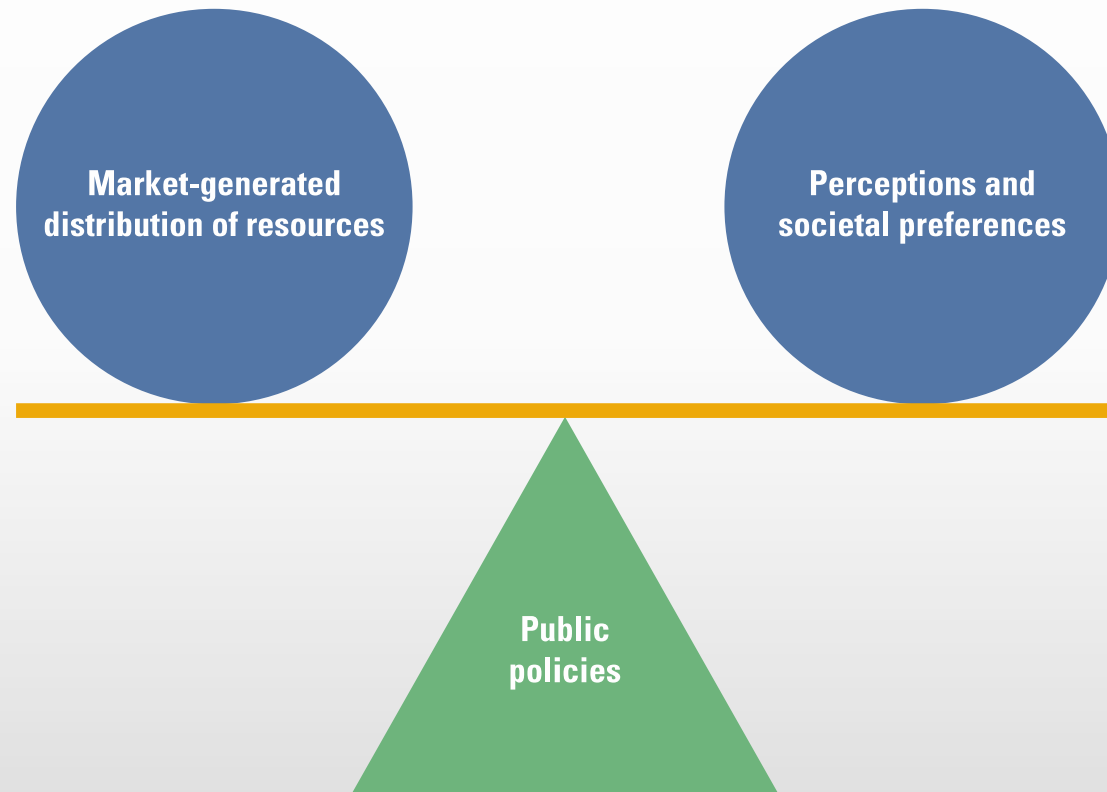 Market-generated
distribution of resources
Perceptions and
societal preferences
Public
policies